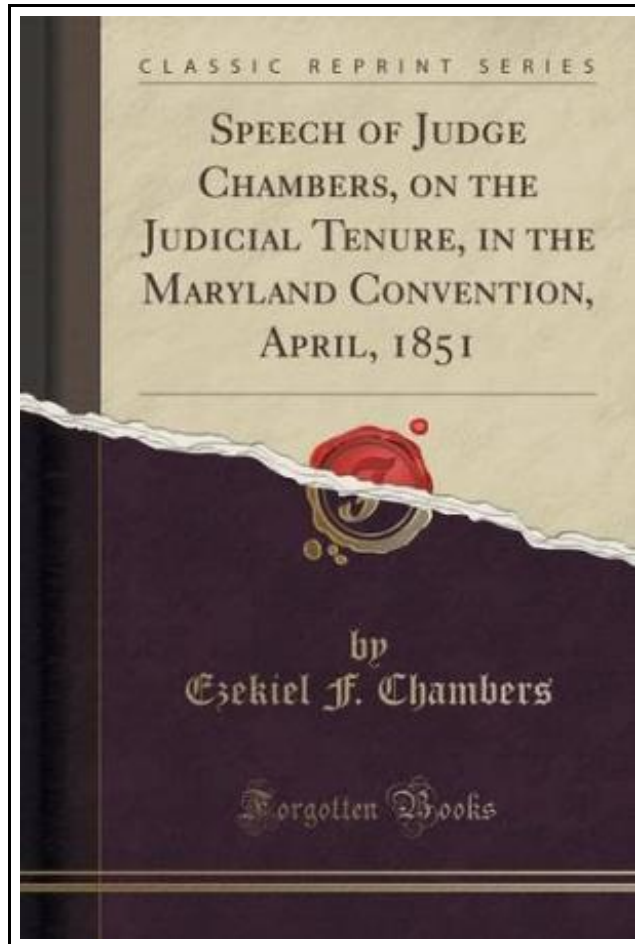 CLASSIC REPRINT SERIES
SPEECH OF JUDGE
CHAMBERS, ON THE
JUDICIAL TENURE, IN THE
MARYLAND CONVENTION,
APRIL, 1851
by
Ezekiel F. Chambers
Forgotten Books